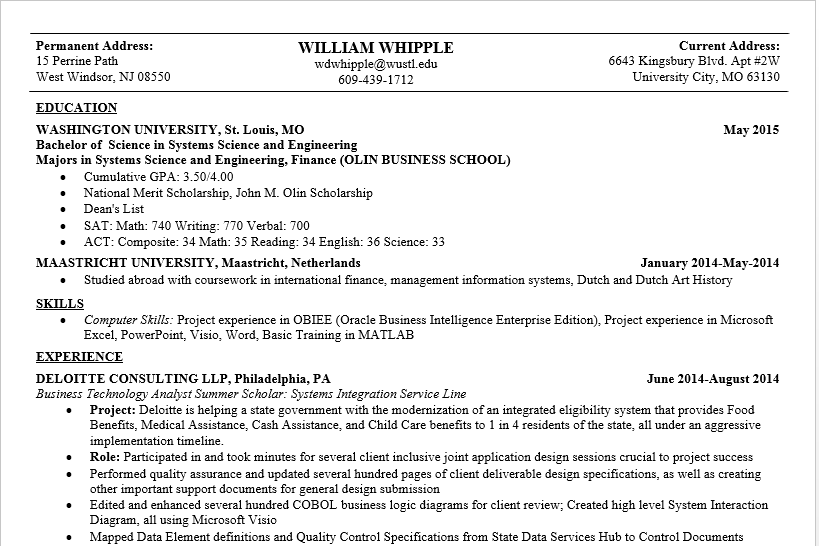 Permanent Address:
15 Perrine Path
West Windsor, NJ 08550
WILLIAM WHIPPLE
wdwhipple@wustl.edu
609-439-1712
Current Address:
6643 Kingsbury Blvd. Apt #2W
University City, MO 63130
EDUCATION
WASHINGTON UNIVERSITY, St. Louis, MO May 2015
Bachelor of Science in Systems Science and Engineering
Majors in Systems Science and Engineering, Finance (OLIN BUSINESS SCHOOL)
• Cumulative GPA: 3.50/4.00
• National Merit Scholarship, John M. Olin Scholarship
• Dean's List
• SAT: Math: 740 Writing: 770 Verbal: 700
• ACT: Composite: 34 Math: 35 Reading: 34 English: 36 Science: 33
MAASTRICHT UNIVERSITY, Maastricht, Netherlands January 2014-May-2014
• Studied abroad with coursework in international finance, management information systems, Dutch and Dutch Art History
SKILLS
• Computer Skills: Project experience in OBIEE (Oracle Business Intelligence Enterprise Edition), Project experience in Microsoft
Excel, PowerPoint, Visio, Word, Basic Training in MATLAB
EXPERIENCE
DELOITTE CONSULTING LLP, Philadelphia, PA June 2014-August 2014
Business Technology Analyst Summer Scholar: Systems Integration Service Line
• Project: Deloitte is helping a state government with the modernization of an integrated eligibility system that provides Food
Benefits, Medical Assistance, Cash Assistance, and Child Care benefits to 1 in 4 residents of the state, all under an aggressive
implementation timeline.
• Role: Participated in and took minutes for several client inclusive joint application design sessions crucial to project success
• Performed quality assurance and updated several hundred pages of client deliverable design specifications, as well as creating
other important support documents for general design submission
• Edited and enhanced several hundred COBOL business logic diagrams for client review; Created high level System Interaction
Diagram, all using Microsoft Visio
• Mapped Data Element definitions and Quality Control Specifications from State Data Services Hub to Control Documents